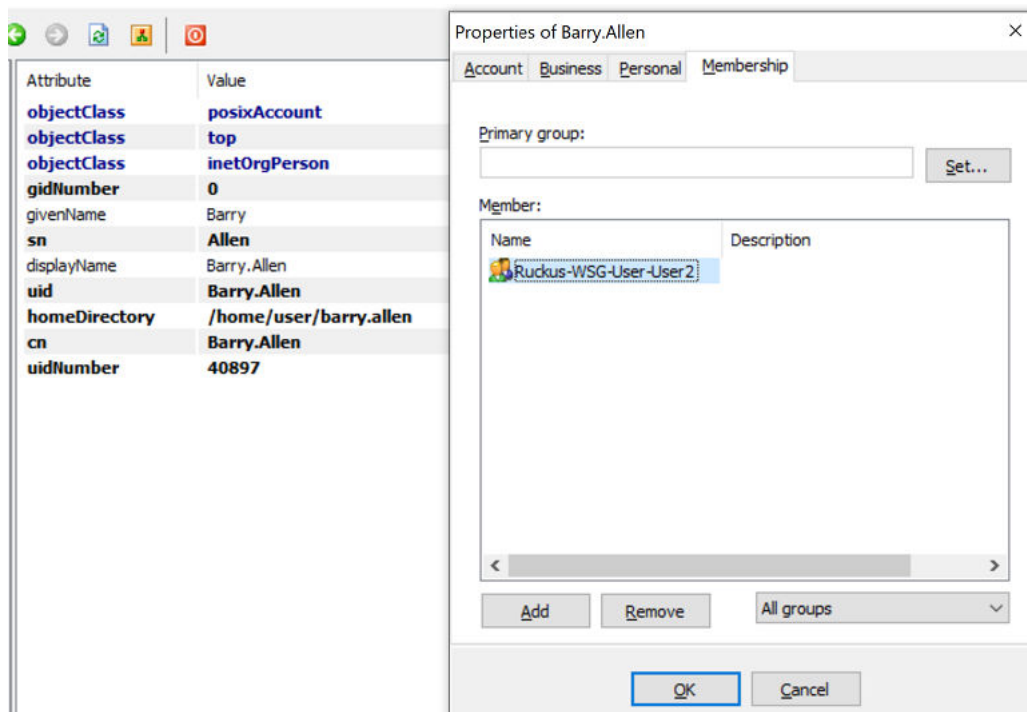 Attribute Value
objectClass posixAccount
objectClass top
objectClass inetOrgPerson
gidNumber 0
givenName Barry
sn Allen
displayName Barry.Allen
uid Barry.Allen
homeDirectory /home/user/barry.allen
cn Barry.Allen
uidNumber 40897
Properties of Barry.Allen
Account Business Personal Membership
Primary group:
Set...
Member:
Name Description
Ruckus-WSG-User-User2
Add Remove All groups
OK Cancel